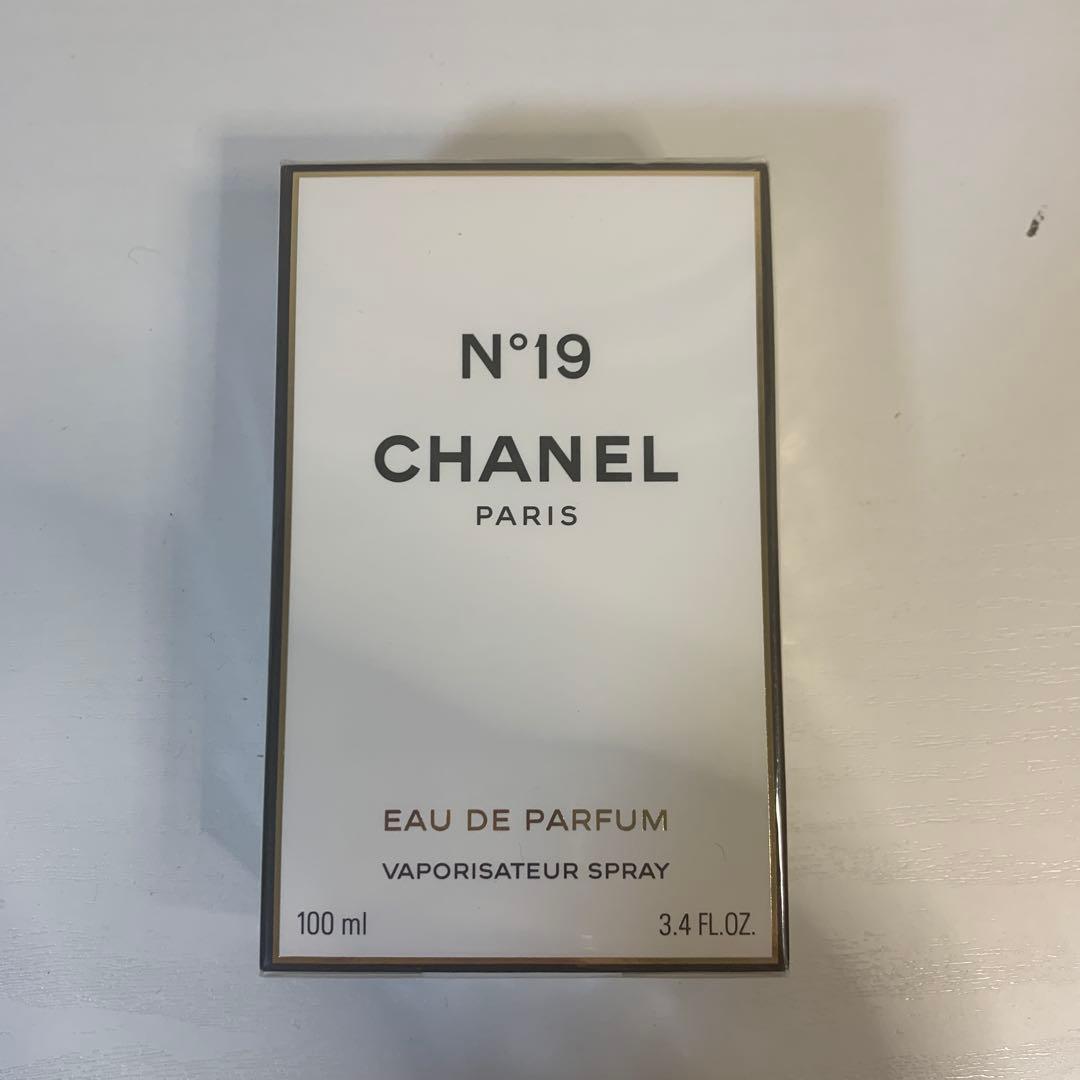 N°19
CHANEL
PARIS
EAU DE PARFUM
VAPORISATEUR SPRAY
100 ml 3.4 FL.OZ.